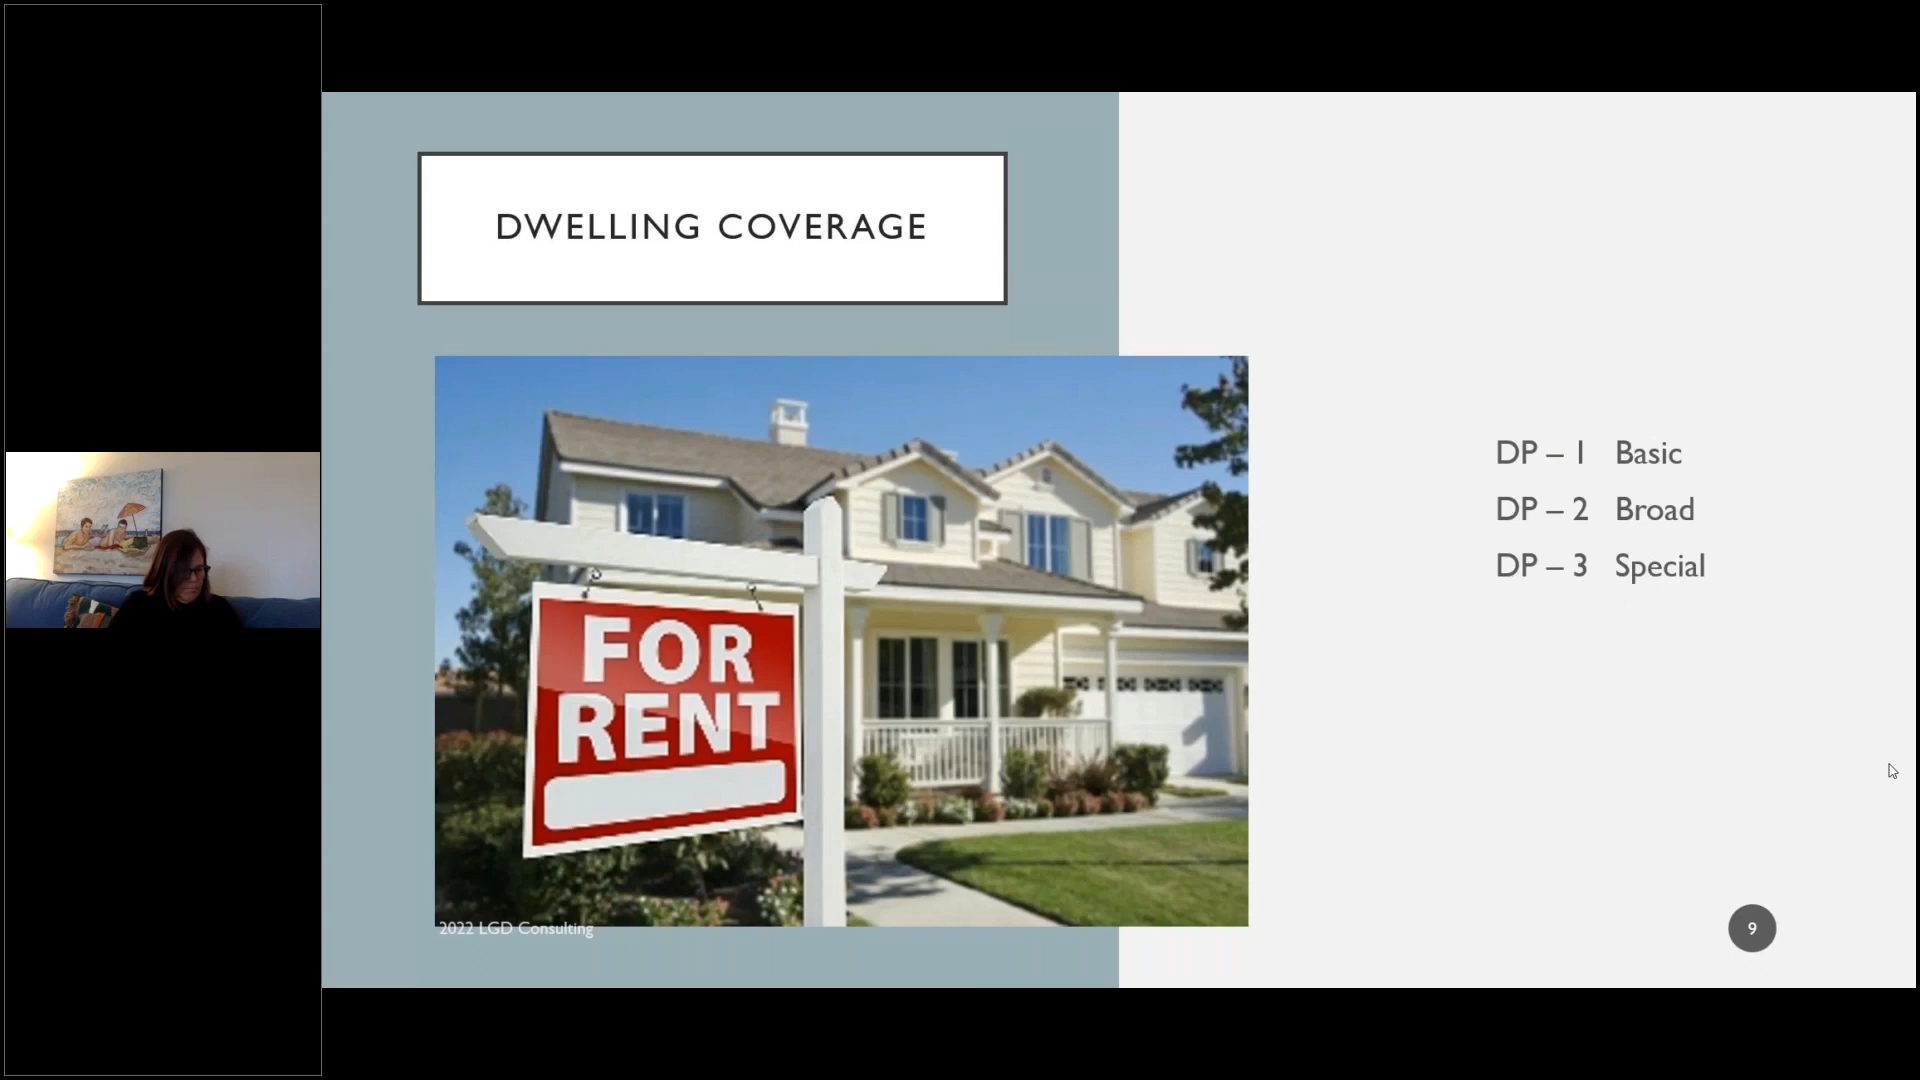 DWELLING COVERAGE
FOR
RENT
DP – 1 Basic
DP – 2 Broad
DP – 3 Special
2022 LGD Consulting
9